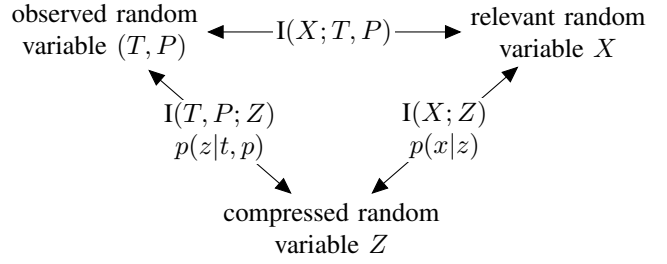 observed random
variable (T, P)
I(X; T, P)
relevant random
variable X
I(T, P; Z)
p(z|t, p)
I(X; Z)
p(x|z)
compressed random
variable Z